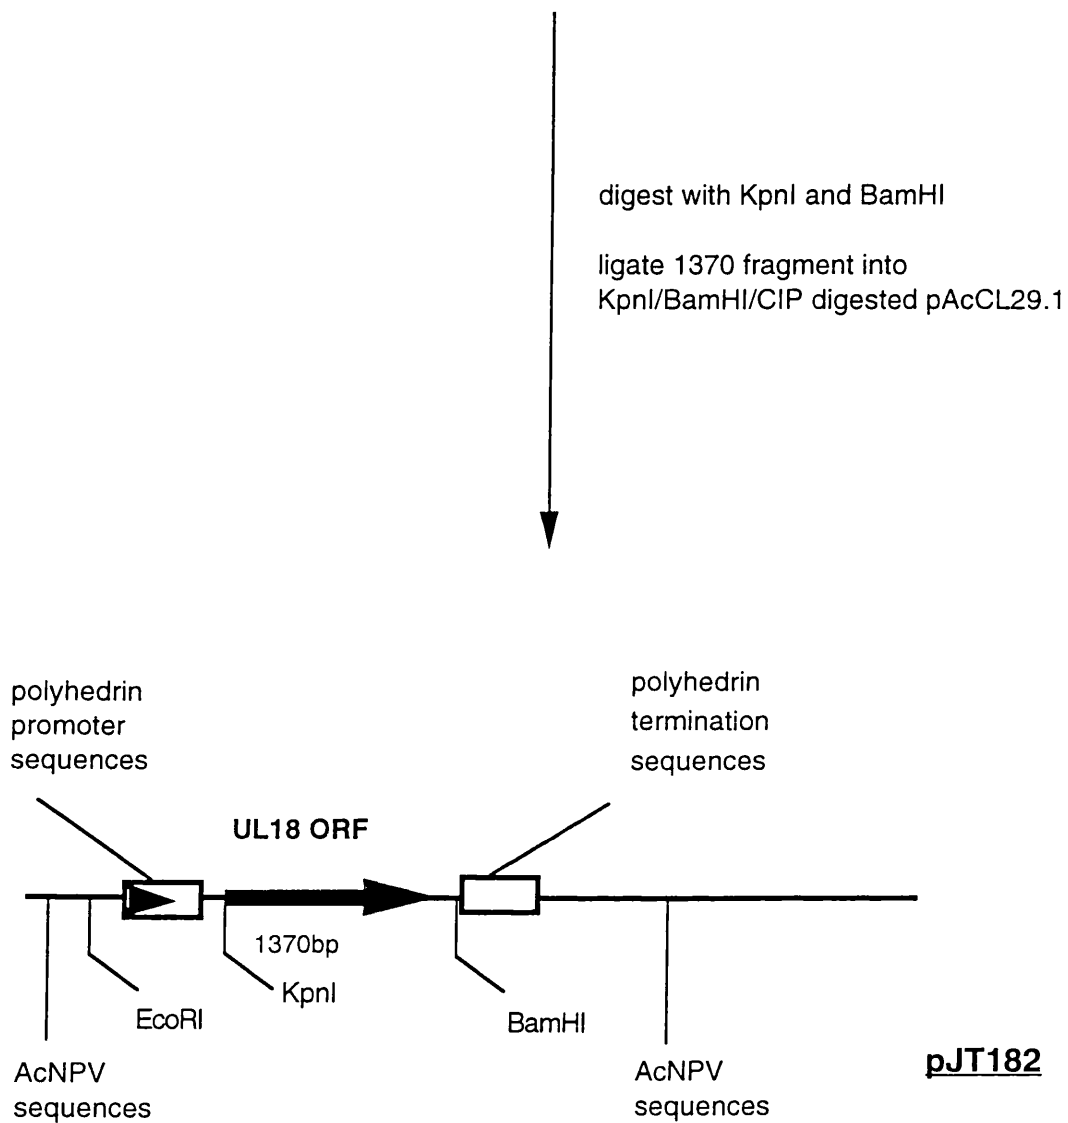 digest with KpnI and BamHI
ligate 1370 fragment into
KpnI/BamHI/CIP digested pAcCL29.1
polyhedrin
promoter
sequences
polyhedrin
termination
sequences
UL18 ORF
1370bp
KpnI
EcoRI
BamHI
AcNPV
sequences
AcNPV
sequences
pJT182